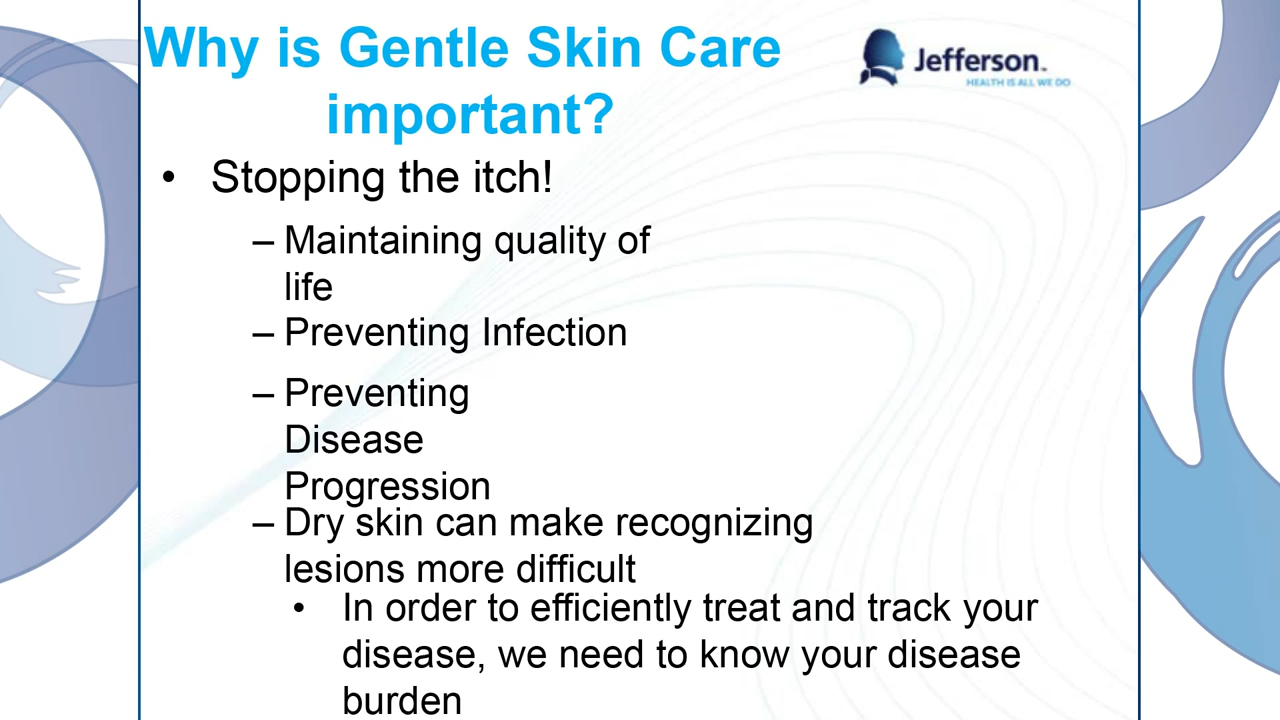 Why is Gentle Skin Care
important?
Jefferson™
HEALTH IS ALL WE DO
• Stopping the itch!
– Maintaining quality of
life
– Preventing Infection
– Preventing
Disease
Progression
– Dry skin can make recognizing
lesions more difficult
• In order to efficiently treat and track your
disease, we need to know your disease
burden